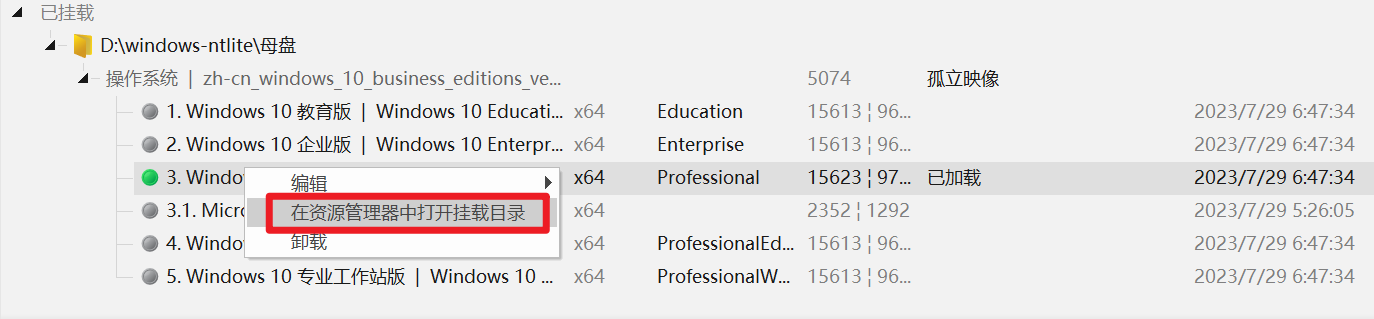 已挂载
D:\windows-ntlite\母盘
操作系统 | zh-cn_windows_10_business_editions_ve... 5074 孤立映像
1. Windows 10 教育版 | Windows 10 Educati... x64 Education 15613 ¦ 96... 2023/7/29 6:47:34
2. Windows 10 企业版 | Windows 10 Enterpr... x64 Enterprise 15613 ¦ 96... 2023/7/29 6:47:34
3. Windo x64 Professional 15623 ¦ 97... 已加载 2023/7/29 6:47:34
编辑
在资源管理器中打开挂载目录
卸载
3.1. Micro x64 2352 ¦ 1292 2023/7/29 5:26:05
4. Windo x64 ProfessionalEd... 15613 ¦ 96... 2023/7/29 6:47:34
5. Windows 10 专业工作站版 | Windows 10 ... x64 ProfessionalW... 15613 ¦ 96... 2023/7/29 6:47:34